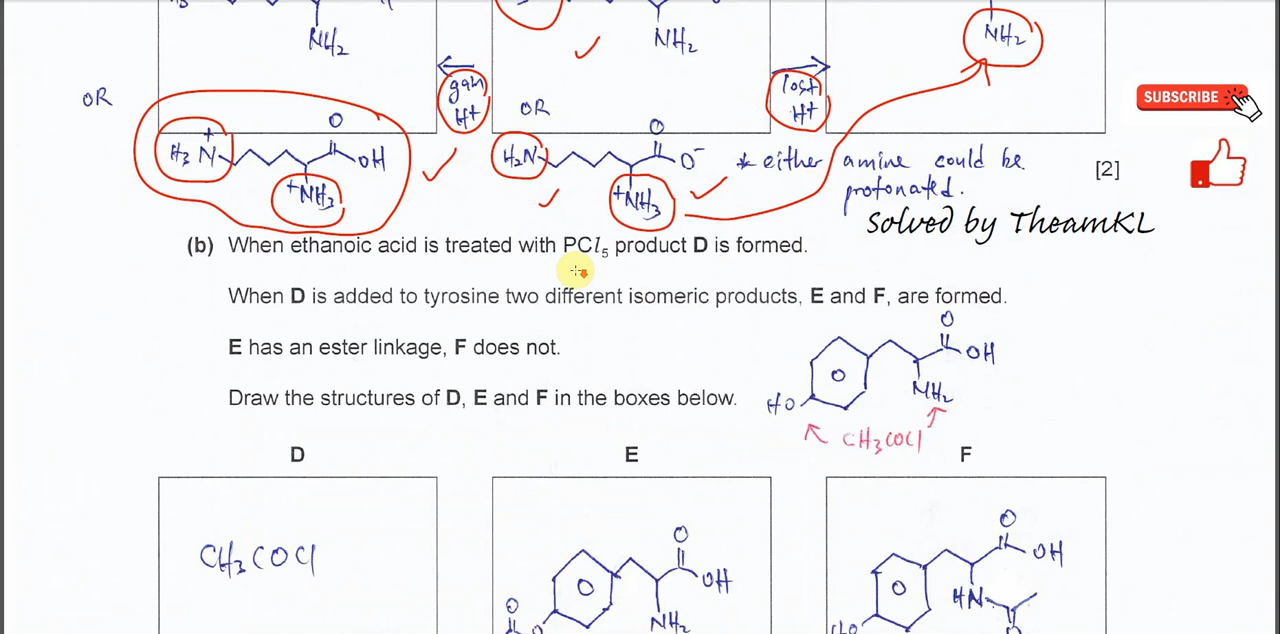 NH₂
NH₂
NH₂
gain
H⁺
lost
H⁺
SUBSCRIBE
OR
OR
H₃N⁺ O OH ⁺NH₃
H₂N O O⁻ ⁺NH₃
* either amine could be
protonated.
[2]
Solved by TheamKL
(b) When ethanoic acid is treated with PCl₅ product D is formed.
When D is added to tyrosine two different isomeric products, E and F, are formed.
E has an ester linkage, F does not.
Draw the structures of D, E and F in the boxes below.
O
OH
HO
NH₂
CH₃COCl
D E F
CH₃COCl
O
OH
NH₂
O
O
O
OH
HN
HO
O